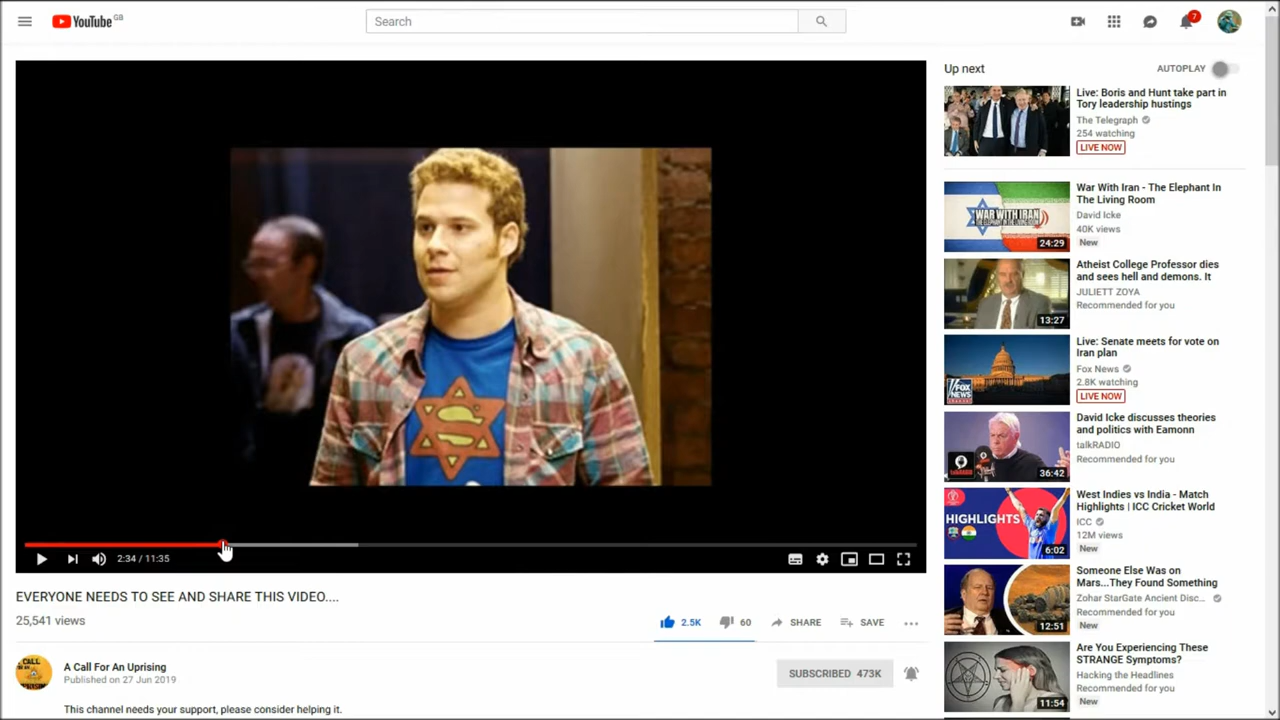 YouTube GB
Search
7
2:34 / 11:35
EVERYONE NEEDS TO SEE AND SHARE THIS VIDEO....
25,541 views
2.5K
60
SHARE
SAVE
A Call For An Uprising
Published on 27 Jun 2019
SUBSCRIBED 473K
This channel needs your support, please consider helping it.
Up next
AUTOPLAY
Live: Boris and Hunt take part in
Tory leadership hustings
The Telegraph
254 watching
LIVE NOW
WAR WITH IRAN
24:29
War With Iran - The Elephant In
The Living Room
David Icke
40K views
New
13:27
Atheist College Professor dies
and sees hell and demons. It
JULIETT ZOYA
Recommended for you
FOX
NEWS
Live: Senate meets for vote on
Iran plan
Fox News
2.8K watching
LIVE NOW
36:42
David Icke discusses theories
and politics with Eamonn
talkRADIO
Recommended for you
HIGHLIGHTS
6:02
West Indies vs India - Match
Highlights | ICC Cricket World
ICC
12M views
New
12:51
Someone Else Was on
Mars...They Found Something
Zohar StarGate Ancient Disc...
Recommended for you
New
11:54
Are You Experiencing These
STRANGE Symptoms?
Hacking the Headlines
Recommended for you
New